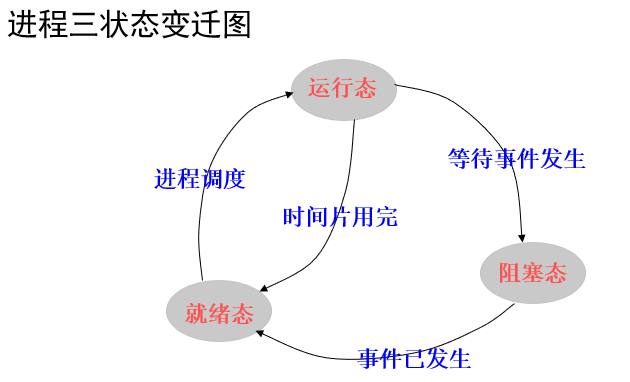 进程三状态变迁图
运行态
等待事件发生
进程调度
时间片用完
阻塞态
就绪态
事件已发生